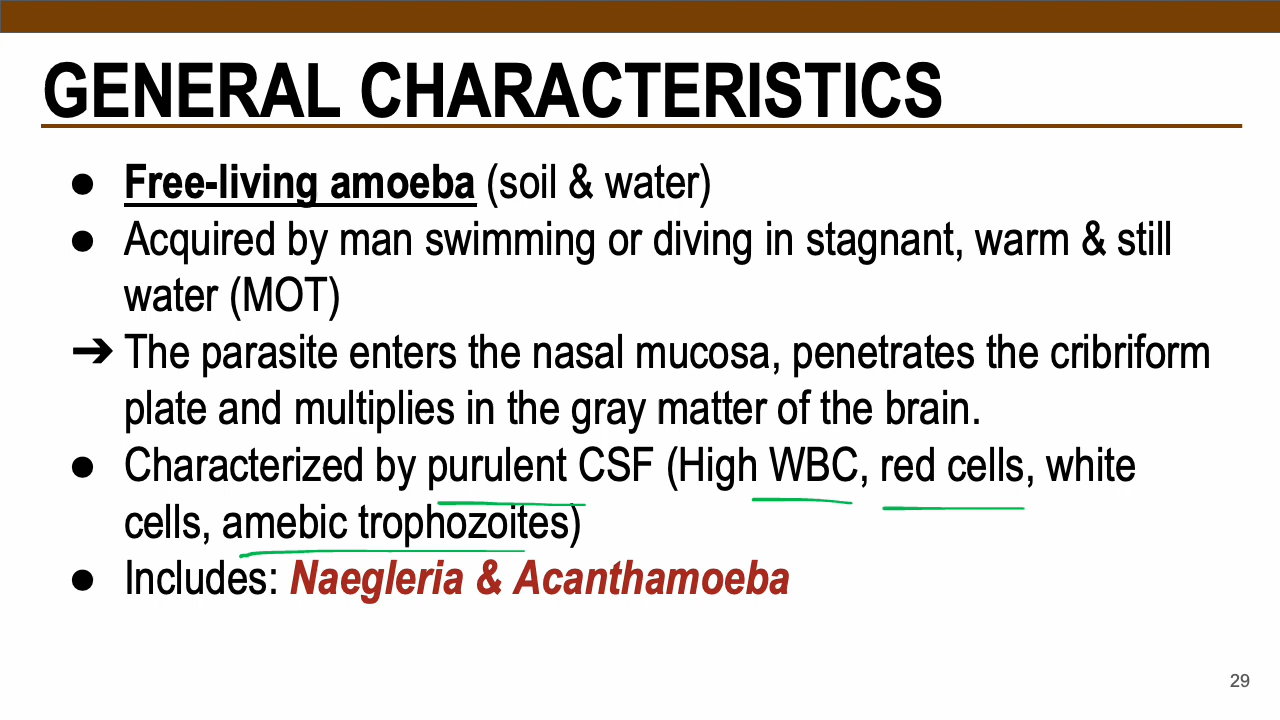 GENERAL CHARACTERISTICS
● Free-living amoeba (soil & water)
● Acquired by man swimming or diving in stagnant, warm & still
water (MOT)
➔ The parasite enters the nasal mucosa, penetrates the cribriform
plate and multiplies in the gray matter of the brain.
● Characterized by purulent CSF (High WBC, red cells, white
cells, amebic trophozoites)
● Includes: Naegleria & Acanthamoeba
29